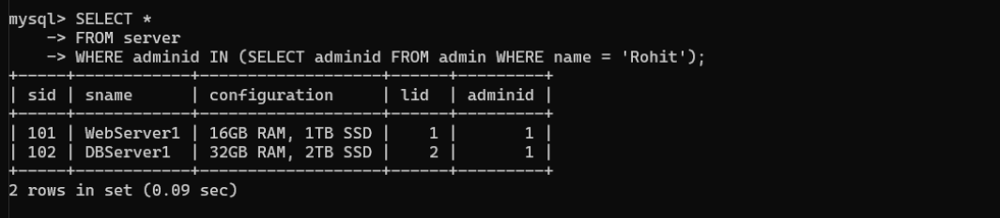 mysql> SELECT *
    -> FROM server
    -> WHERE adminid IN (SELECT adminid FROM admin WHERE name = 'Rohit');
+-----+------------+-------------------+------+---------+
| sid | sname      | configuration     | lid  | adminid |
+-----+------------+-------------------+------+---------+
| 101 | WebServer1 | 16GB RAM, 1TB SSD |    1 |       1 |
| 102 | DBServer1  | 32GB RAM, 2TB SSD |    2 |       1 |
+-----+------------+-------------------+------+---------+
2 rows in set (0.09 sec)